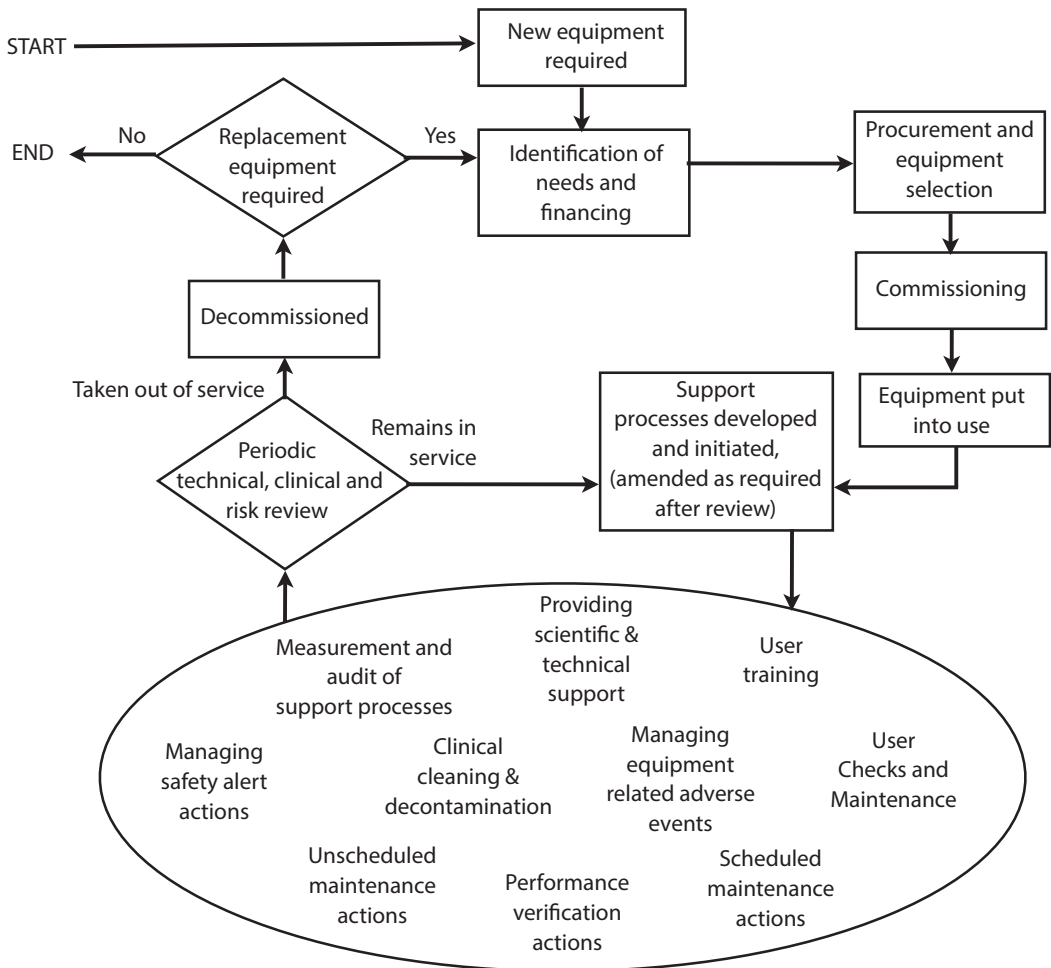 START
New equipment
required
END
No
Replacement
equipment
required
Yes
Identification of
needs and
financing
Procurement and
equipment
selection
Commissioning
Decommissioned
Taken out of service
Periodic
technical, clinical and
risk review
Remains in
service
Support
processes developed
and initiated,
(amended as required
after review)
Equipment put
into use
Measurement and
audit of
support processes
Providing
scientific &
technical
support
User
training
Managing
safety alert
actions
Clinical
cleaning &
decontamination
Managing
equipment
related adverse
events
User
Checks and
Maintenance
Unscheduled
maintenance
actions
Performance
verification
actions
Scheduled
maintenance
actions